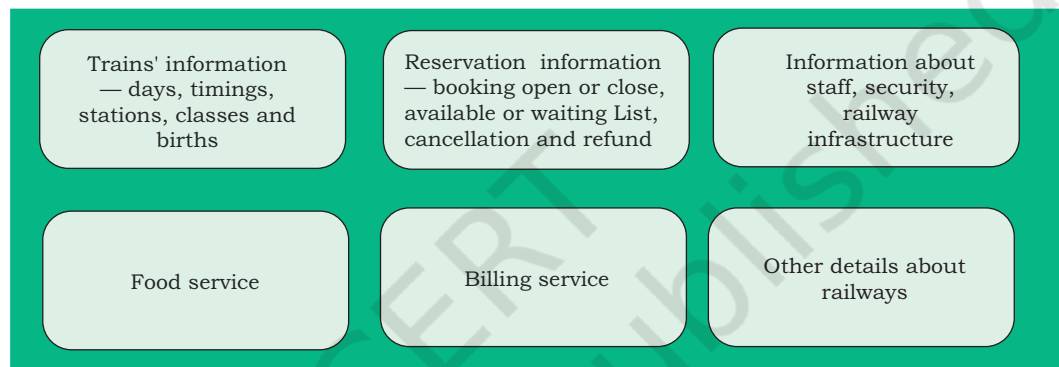 Trains' information
— days, timings,
stations, classes and
births
Reservation information
— booking open or close,
available or waiting List,
cancellation and refund
Information about
staff, security,
railway
infrastructure
Food service
Billing service
Other details about
railways